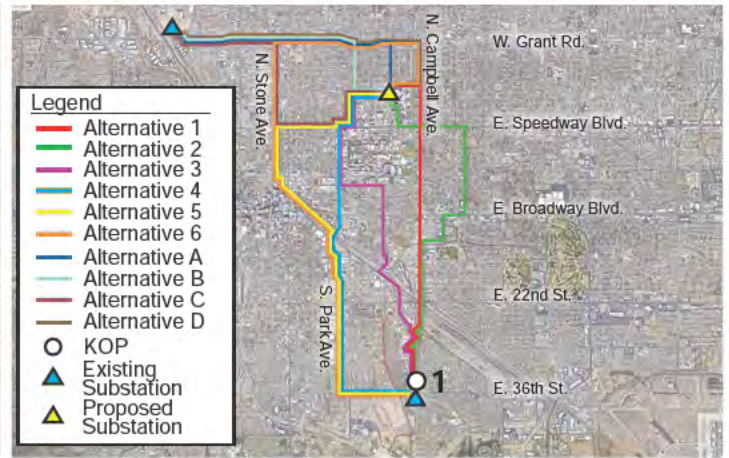 W. Grant Rd.
N. Campbell Ave.
N. Stone Ave.
Legend
Alternative 1
Alternative 2
Alternative 3
Alternative 4
Alternative 5
Alternative 6
Alternative A
Alternative B
Alternative C
Alternative D
KOP
Existing
Substation
Proposed
Substation
E. Speedway Blvd.
E. Broadway Blvd.
E. 22nd St.
S. Park Ave.
1
E. 36th St.